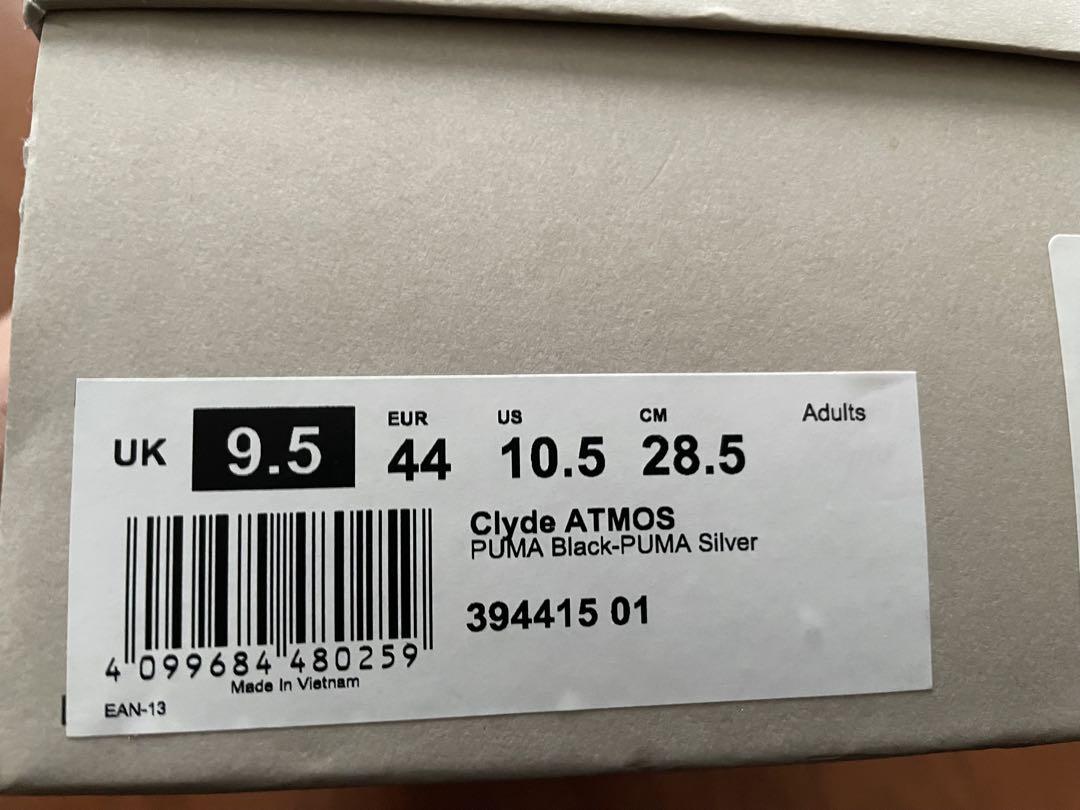 UK 9.5 EUR 44 US 10.5 CM 28.5 Adults
Clyde ATMOS
PUMA Black-PUMA Silver
394415 01
4 099684 480259
Made In Vietnam
EAN-13